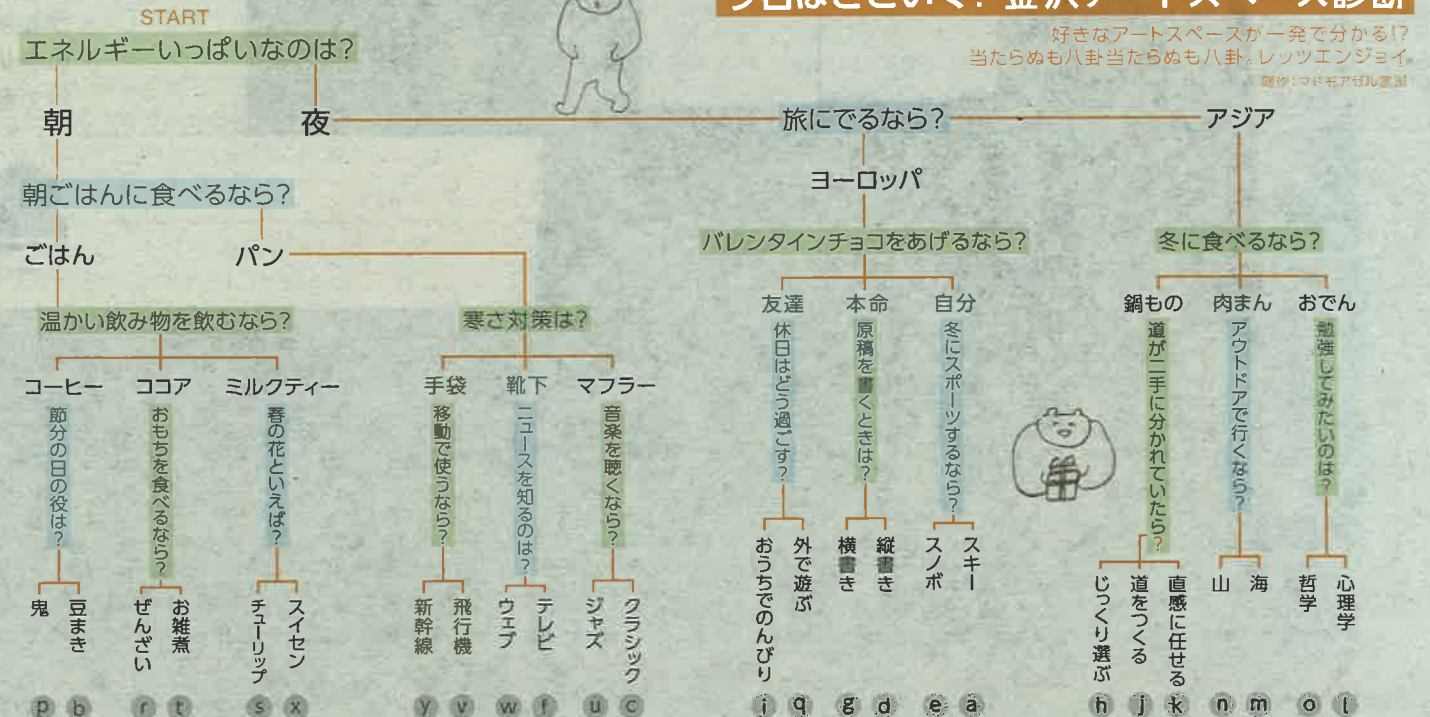 START
エネルギーいっぱいなのは?
好きなアートスペースが一発で分かる!?
当たらぬも八卦当たらぬも八卦。レッツエンジョイ。
朝
夜
旅にでるなら?
アジア
ヨーロッパ
朝ごはんに食べるなら?
ごはん
パン
バレンタインチョコをあげるなら?
冬に食べるなら?
温かい飲み物を飲むなら?
寒さ対策は?
友達
本命
自分
鍋もの
肉まん
おでん
コーヒー
ココア
ミルクティー
手袋
靴下
マフラー
節分の日の役は?
おもちを食べるなら?
春の花といえば?
移動で使うなら?
ニュースを知るのは?
音楽を聴くなら?
休日はどう過ごす?
原稿を書くときは?
冬にスポーツするなら?
道が二手に分かれていたら?
アウトドアで行くなら?
勉強してみたいのは?
鬼
豆まき
ぜんざい
お雑煮
チューリップ
スイセン
新幹線
飛行機
ウェブ
テレビ
ジャズ
クラシック
おうちでのんびり
外で遊ぶ
横書き
縦書き
スノボ
スキー
じっくり選ぶ
道をつくる
直感に任せる
山
海
哲学
心理学
p b r t s x y v w f u c i q g d e a h j k n m o l